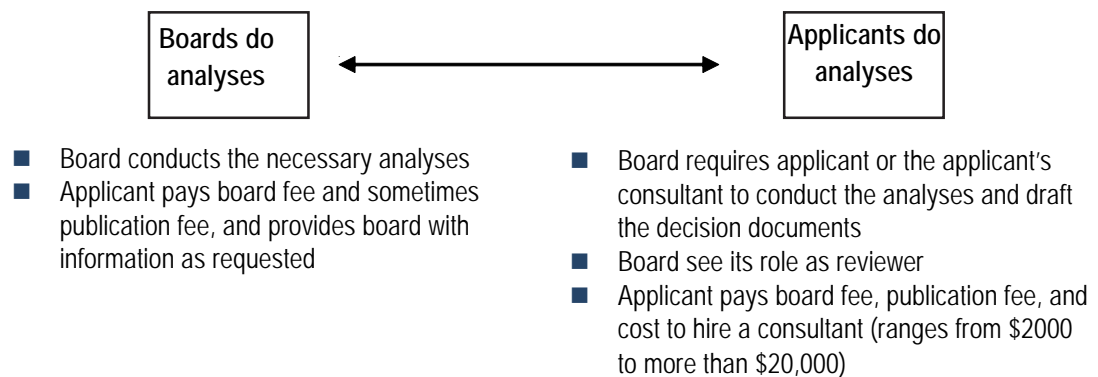 Boards do
analyses
Applicants do
analyses
■ Board conducts the necessary analyses
■ Applicant pays board fee and sometimes
publication fee, and provides board with
information as requested
■ Board requires applicant or the applicant's
consultant to conduct the analyses and draft
the decision documents
■ Board see its role as reviewer
■ Applicant pays board fee, publication fee, and
cost to hire a consultant (ranges from $2000
to more than $20,000)